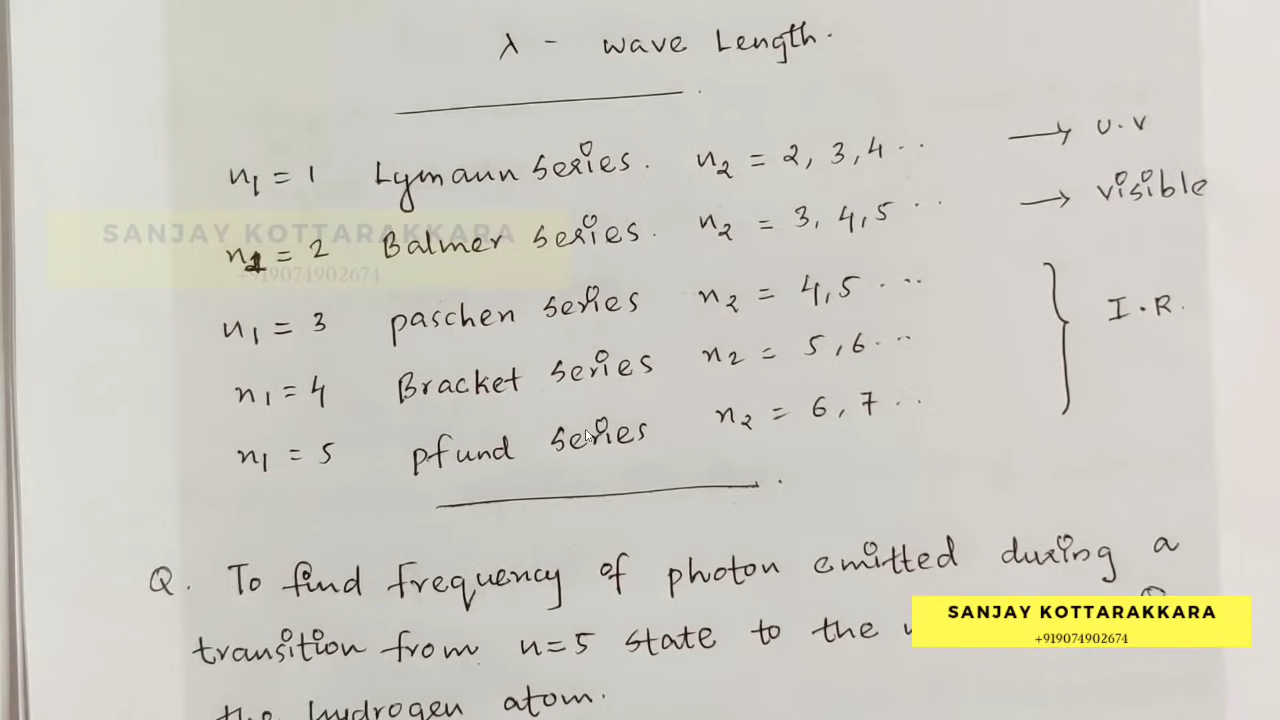 λ - wave Length.
n₁ = 1 Lymann series. n₂ = 2, 3, 4 .. → U.V
n₁ = 2 Balmer series. n₂ = 3, 4, 5 .. → visible
SANJAY KOTTARAKKARA
+919074902674
n₁ = 3 paschen series n₂ = 4, 5 ...
n₁ = 4 Bracket series n₂ = 5, 6 ...
n₁ = 5 pfund series n₂ = 6, 7 ..
} I.R.
Q. To find frequency of photon emitted during a
transition from n=5 state to the
SANJAY KOTTARAKKARA
+919074902674
the hydrogen atom.